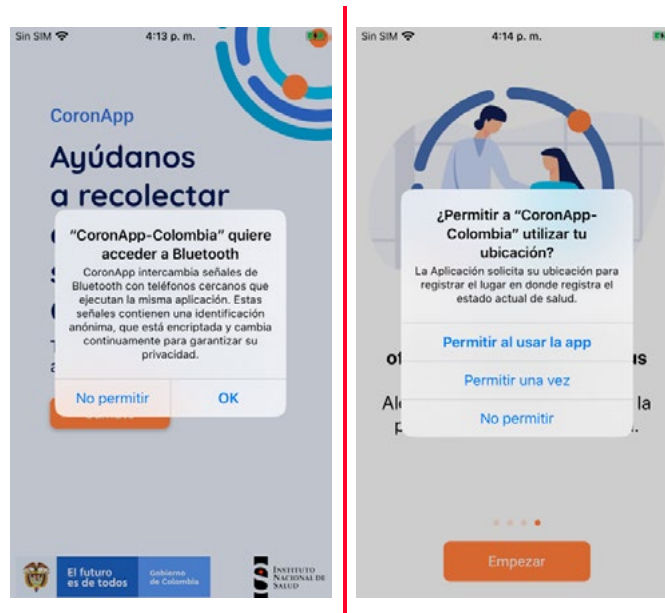 Sin SIM
4:13 p. m.
CoronApp
Ayúdanos
a recolectar
“CoronApp-Colombia” quiere
acceder a Bluetooth
CoronApp intercambia señales de
Bluetooth con teléfonos cercanos que
ejecutan la misma aplicación. Estas
señales contienen una identificación
anónima, que está encriptada y cambia
continuamente para garantizar su
privacidad.
No permitir
OK
El futuro
es de todos
Gobierno
de Colombia
INSTITUTO
NACIONAL DE
SALUD
Sin SIM
4:14 p. m.
¿Permitir a “CoronApp-
Colombia” utilizar tu
ubicación?
La Aplicación solicita su ubicación para
registrar el lugar en donde registra el
estado actual de salud.
Permitir al usar la app
Permitir una vez
No permitir
la
Empezar